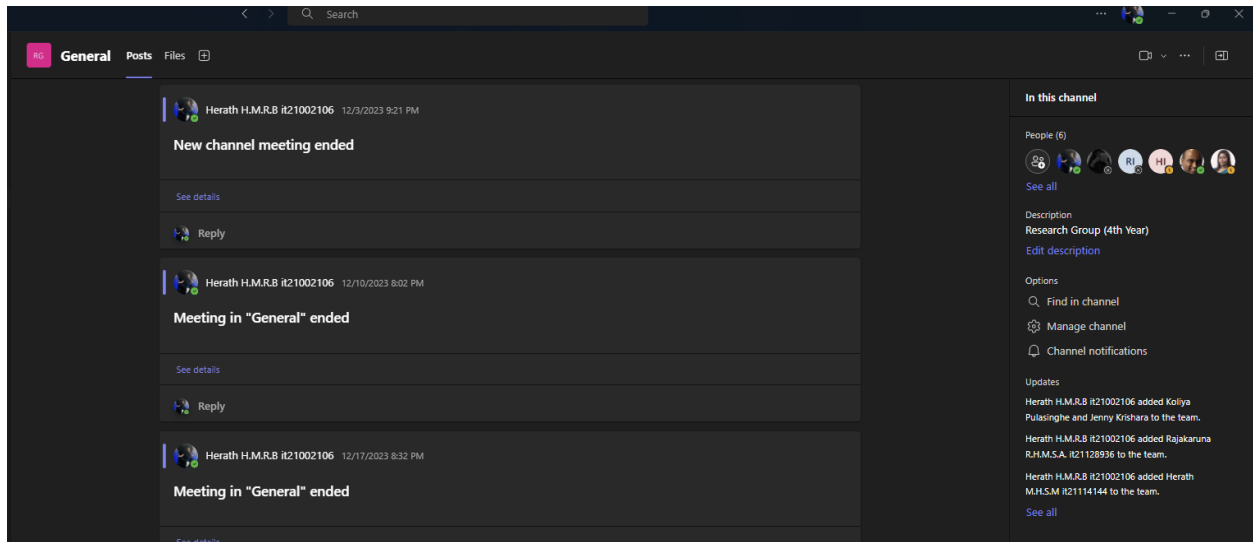 Search
RG General Posts Files
Herath H.M.R.B it21002106 12/3/2023 9:21 PM
New channel meeting ended
See details
Reply
Herath H.M.R.B it21002106 12/10/2023 8:02 PM
Meeting in "General" ended
See details
Reply
Herath H.M.R.B it21002106 12/17/2023 8:32 PM
Meeting in "General" ended
See details
In this channel
People (6)
RI HI
See all
Description
Research Group (4th Year)
Edit description
Options
Find in channel
Manage channel
Channel notifications
Updates
Herath H.M.R.B it21002106 added Koliya
Pulasinghe and Jenny Krishara to the team.
Herath H.M.R.B it21002106 added Rajakaruna
R.H.M.S.A. it21128936 to the team.
Herath H.M.R.B it21002106 added Herath
M.H.S.M it21114144 to the team.
See all